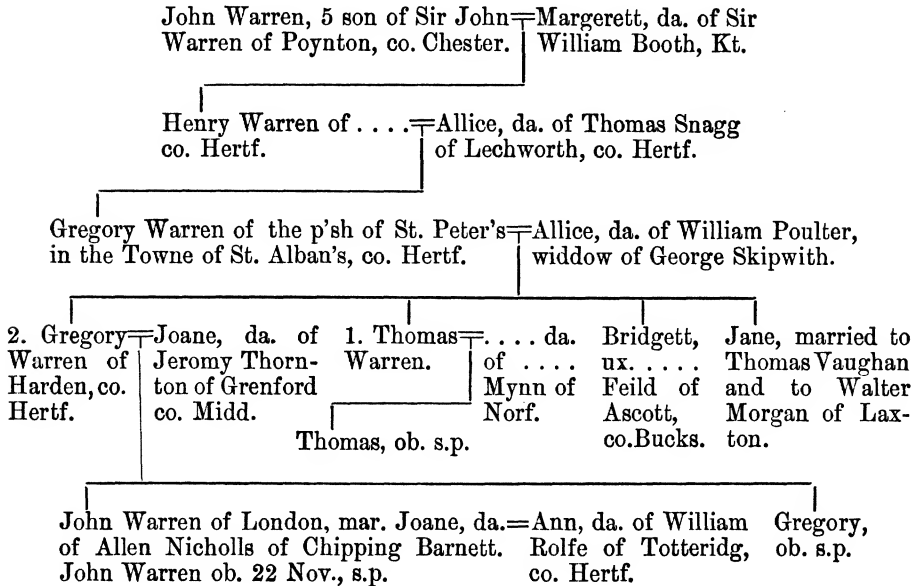 John Warren, 5 son of Sir John=Margerett, da. of Sir
Warren of Poynton, co. Chester. William Booth, Kt.
Henry Warren of . . . .=Allice, da. of Thomas Snagg
co. Hertf. of Lechworth, co. Hertf.
Gregory Warren of the p'sh of St. Peter's=Allice, da. of William Poulter,
in the Towne of St. Alban's, co. Hertf. widdow of George Skipwith.
2. Gregory=
Warren of
Harden, co.
Hertf.
Joane, da. of
Jeromy Thorn-
ton of Grenford
co. Midd.
1. Thomas=
Warren.
. . . . da.
of . . . .
Mynn of
Norf.
Bridgett,
ux. . . . . .
Feild of
Ascott,
co.Bucks.
Jane, married to
Thomas Vaughan
and to Walter
Morgan of Lax-
ton.
Thomas, ob. s.p.
John Warren of London, mar. Joane, da.=
of Allen Nicholls of Chipping Barnett.
John Warren ob. 22 Nov., s.p.
Ann, da. of William
Rolfe of Totteridg,
co. Hertf.
Gregory,
ob. s.p.